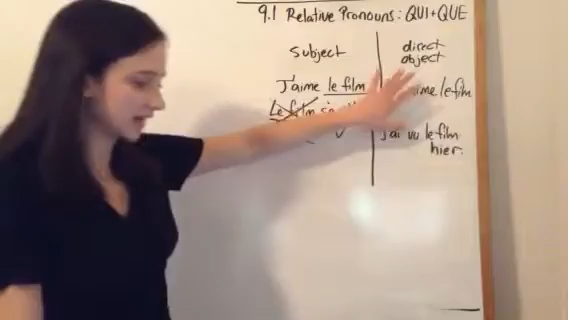 9.1 Relative Pronouns: QUI + QUE
Subject
J'aime le film
Le film
direct
object
le film
j'ai vu le film
hier.